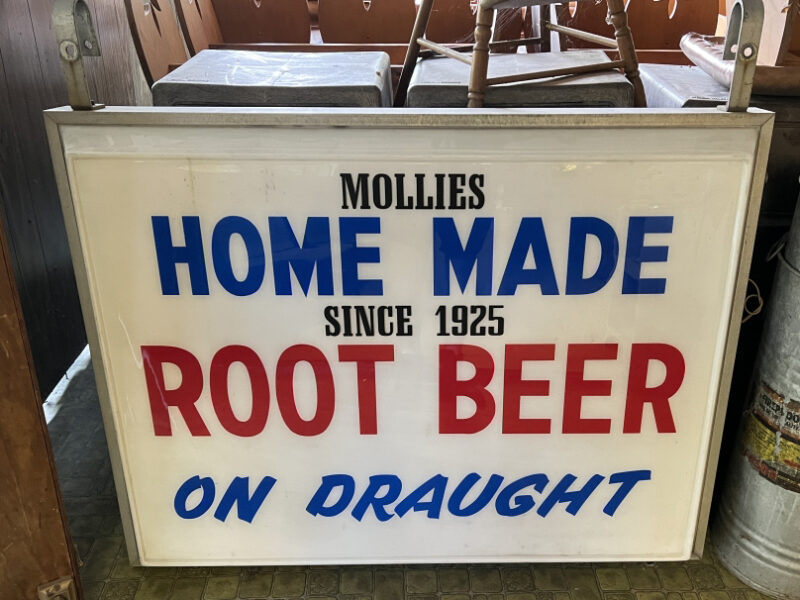 MOLLIES
HOME MADE
SINCE 1925
ROOT BEER
ON DRAUGHT